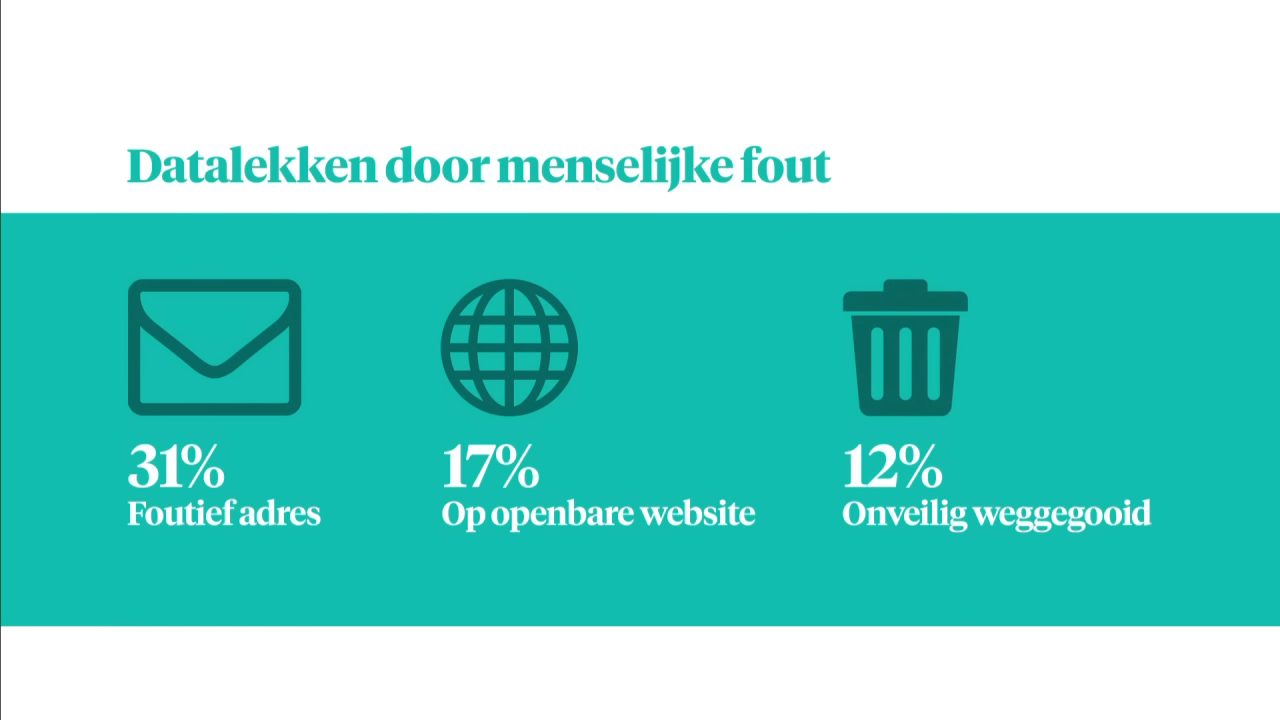 Datalekken door menselijke fout
31%
Foutief adres
17%
Op openbare website
12%
Onveilig weggegooid